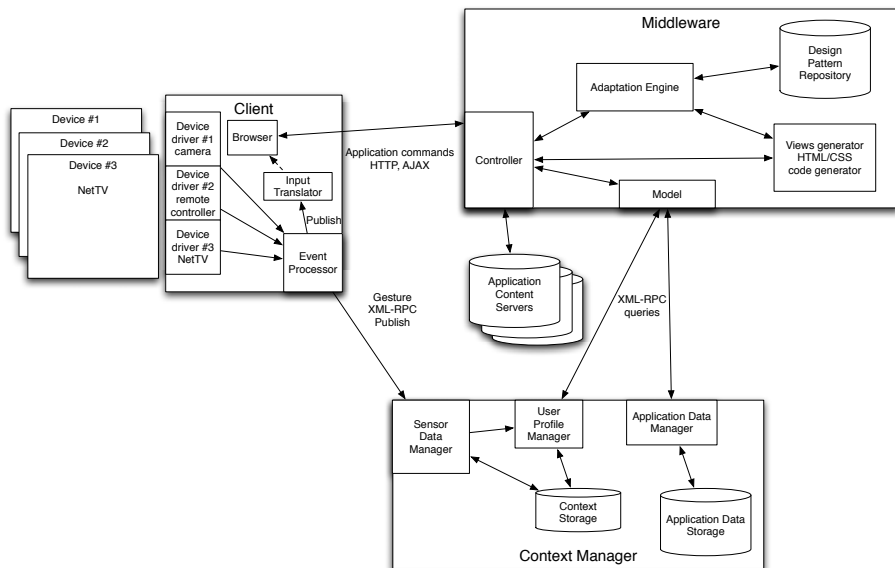 Middleware
Design
Pattern
Repository
Adaptation Engine
Controller
Views generator
HTML/CSS
code generator
Model
Client
Device #1
Device #2
Device #3
NetTV
Device
driver #1
camera
Device
driver #2
remote
controller
Device
driver #3
NetTV
Browser
Input
Translator
Publish
Event
Processor
Application commands
HTTP, AJAX
Gesture
XML-RPC
Publish
Application
Content
Servers
XML-RPC
queries
Sensor
Data
Manager
User
Profile
Manager
Application Data
Manager
Context
Storage
Application Data
Storage
Context Manager